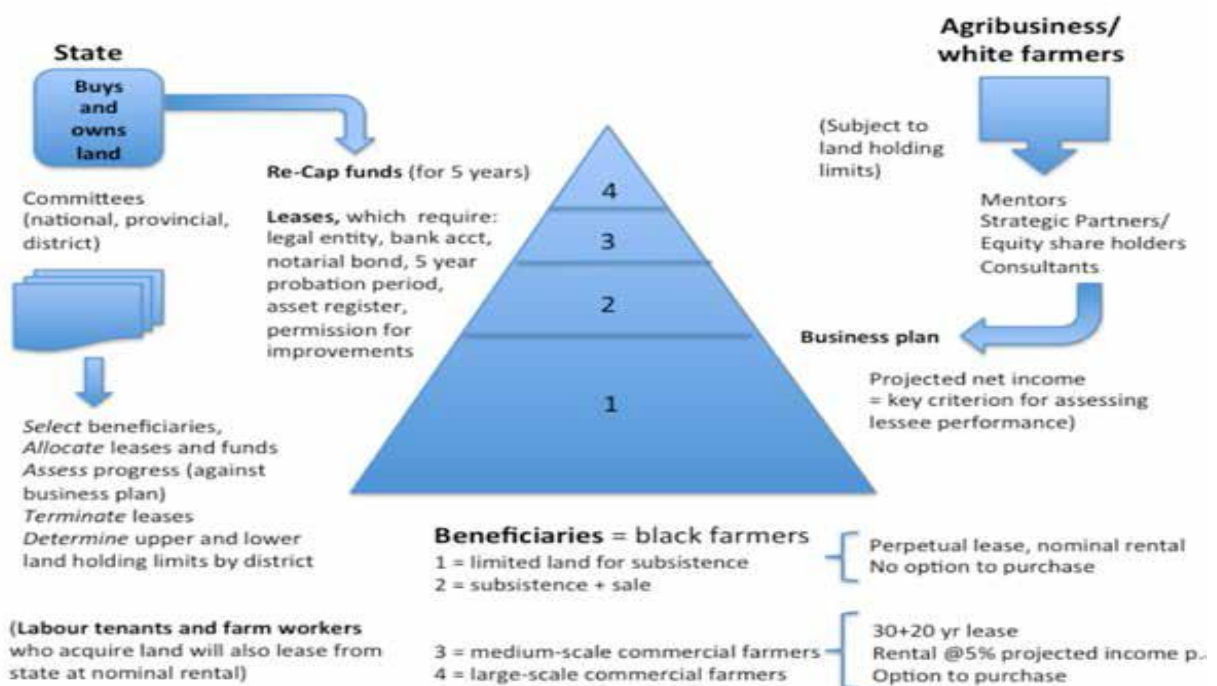 State
Buys
and
owns
land
Committees
(national, provincial,
district)
Select beneficiaries,
Allocate leases and funds
Assess progress (against
business plan)
Terminate leases
Determine upper and lower
land holding limits by district
(Labour tenants and farm workers
who acquire land will also lease from
state at nominal rental)
Re-Cap funds (for 5 years)
Leases, which require:
legal entity, bank acct,
notarial bond, 5 year
probation period,
asset register,
permission for
improvements
4
3
2
1
Agribusiness/
white farmers
(Subject to
land holding
limits)
Mentors
Strategic Partners/
Equity share holders
Consultants
Business plan
Projected net income
= key criterion for assessing
lessee performance)
Beneficiaries = black farmers
1 = limited land for subsistence
2 = subsistence + sale
Perpetual lease, nominal rental
No option to purchase
3 = medium-scale commercial farmers
4 = large-scale commercial farmers
30+20 yr lease
Rental @5% projected income p..
Option to purchase